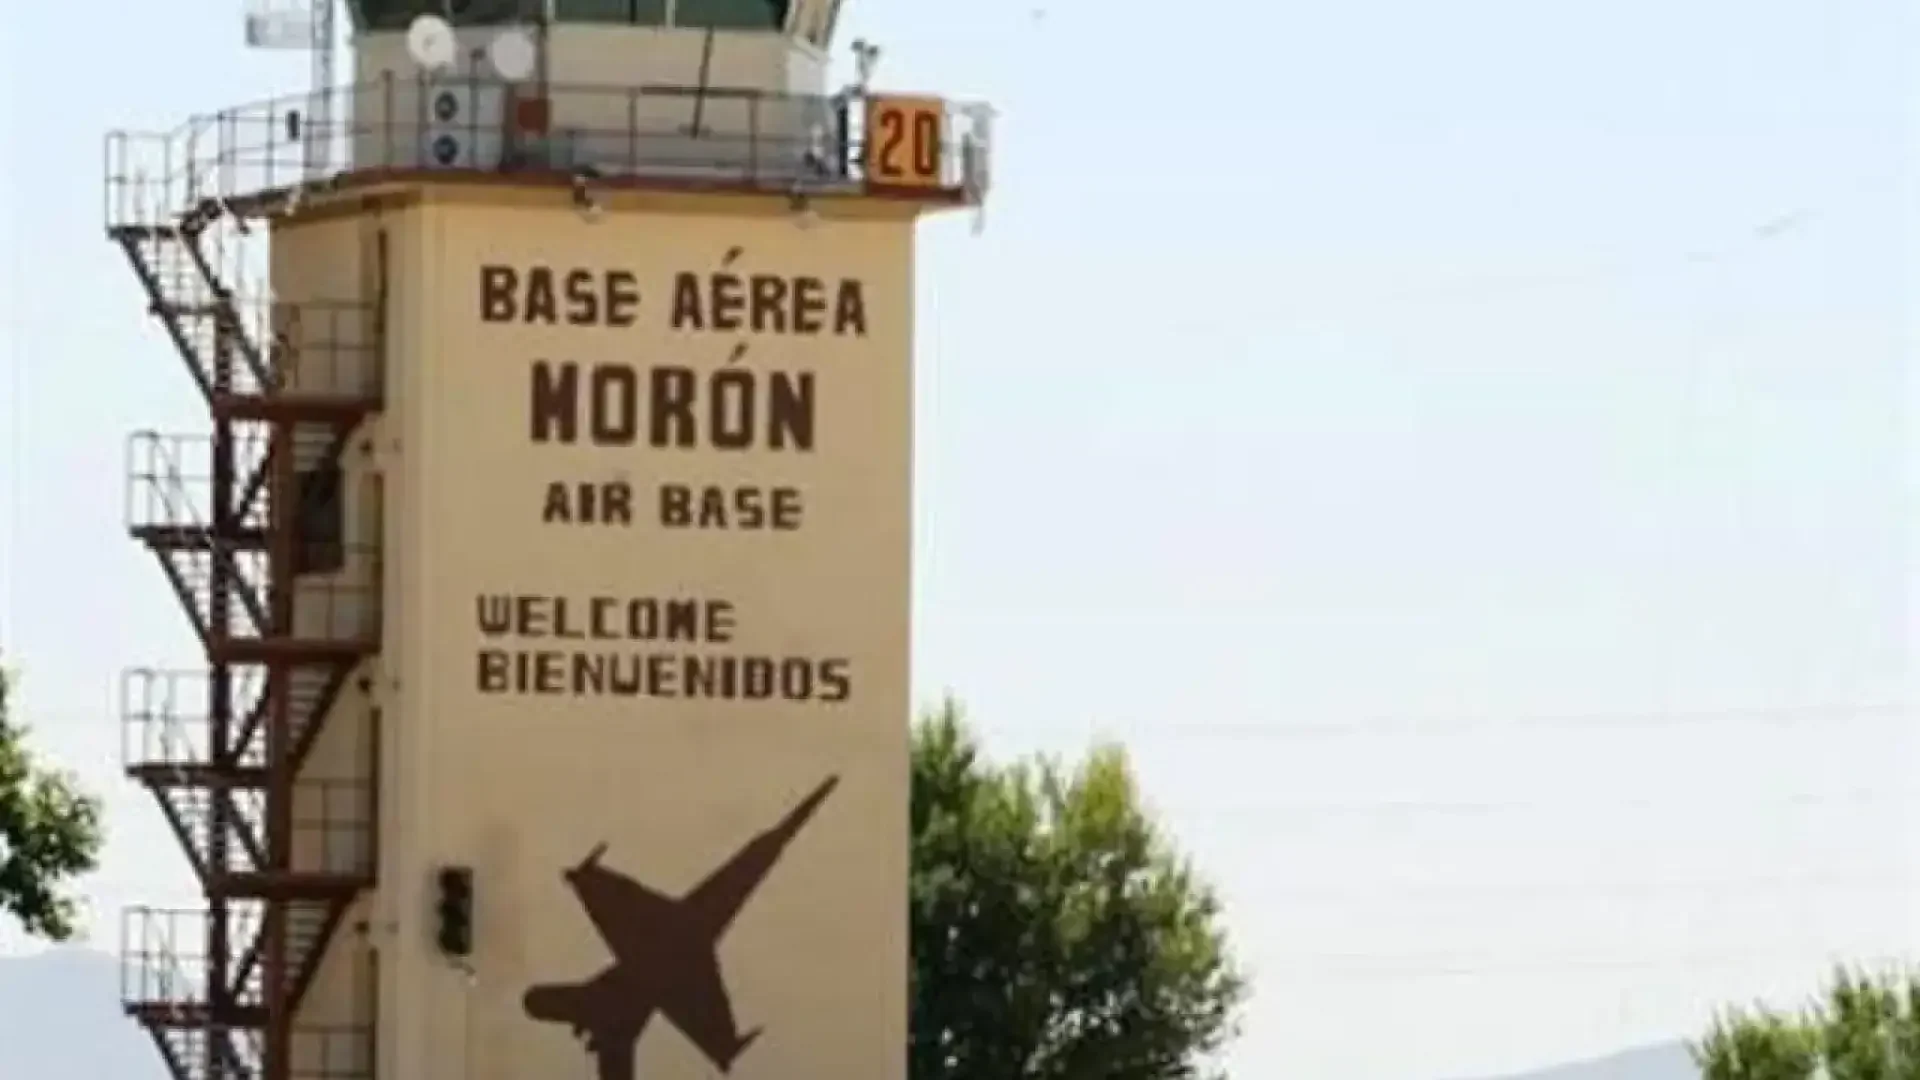 20
BASE AÉREA
MORÓN
AIR BASE
WELCOME
BIENVENIDOS